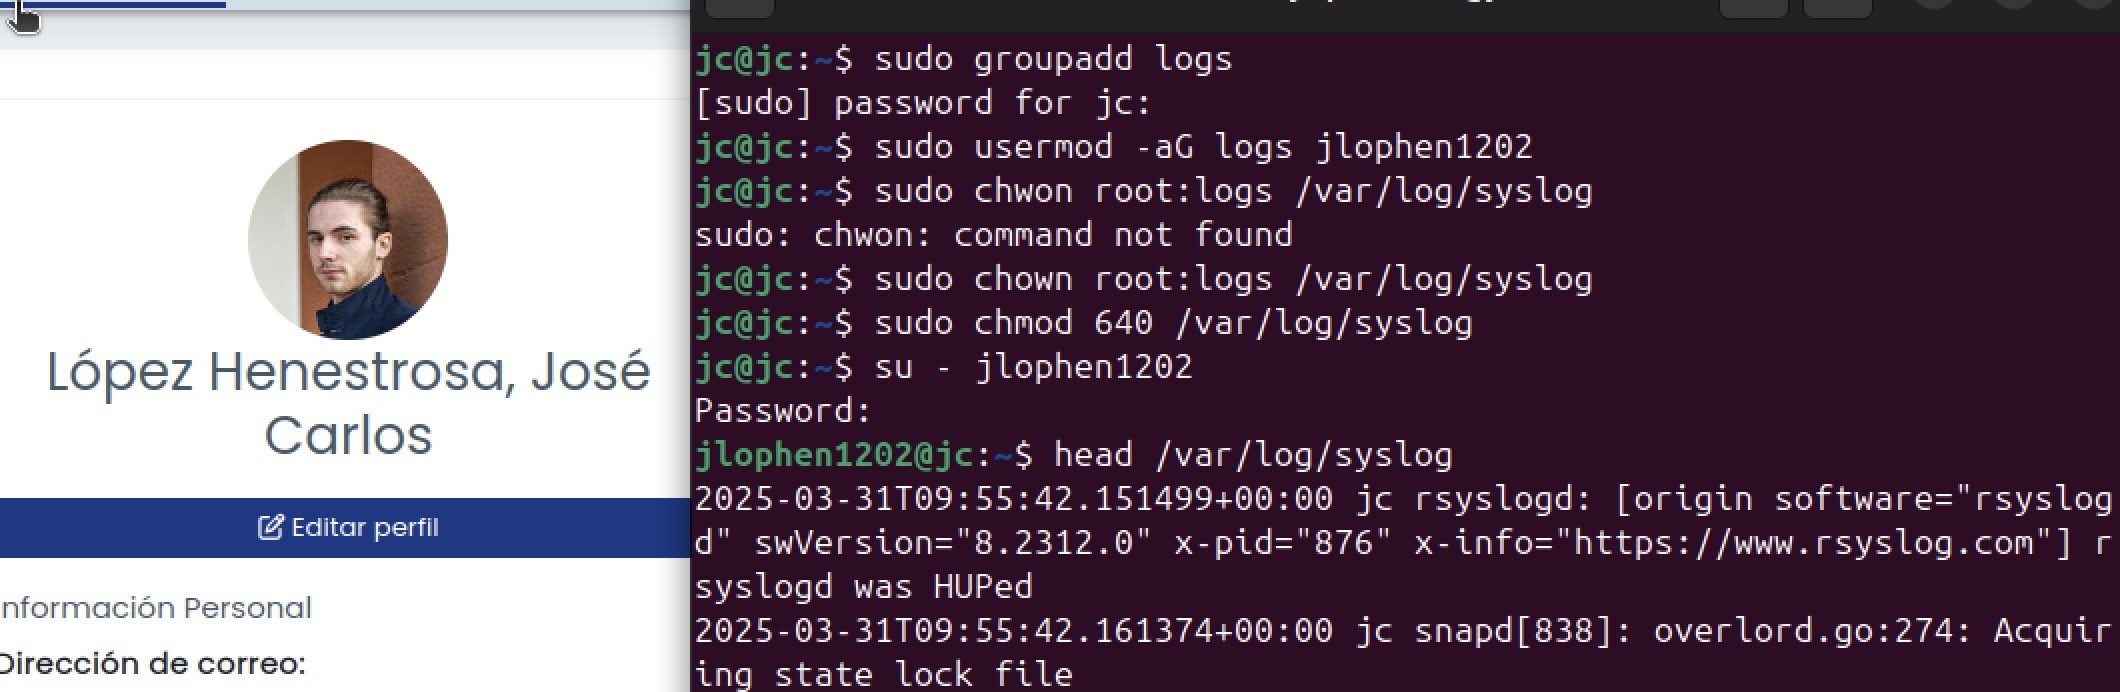 López Henestrosa, José
Carlos
Editar perfil
nformación Personal
Dirección de correo:
jc@jc:~$ sudo groupadd logs
[sudo] password for jc:
jc@jc:~$ sudo usermod -aG logs jlophen1202
jc@jc:~$ sudo chwon root:logs /var/log/syslog
sudo: chwon: command not found
jc@jc:~$ sudo chown root:logs /var/log/syslog
jc@jc:~$ sudo chmod 640 /var/log/syslog
jc@jc:~$ su - jlophen1202
Password:
jlophen1202@jc:~$ head /var/log/syslog
2025-03-31T09:55:42.151499+00:00 jc rsyslogd: [origin software="rsyslog
d" swVersion="8.2312.0" x-pid="876" x-info="https://www.rsyslog.com"] r
syslogd was HUPed
2025-03-31T09:55:42.161374+00:00 jc snapd[838]: overlord.go:274: Acquir
ing state lock file